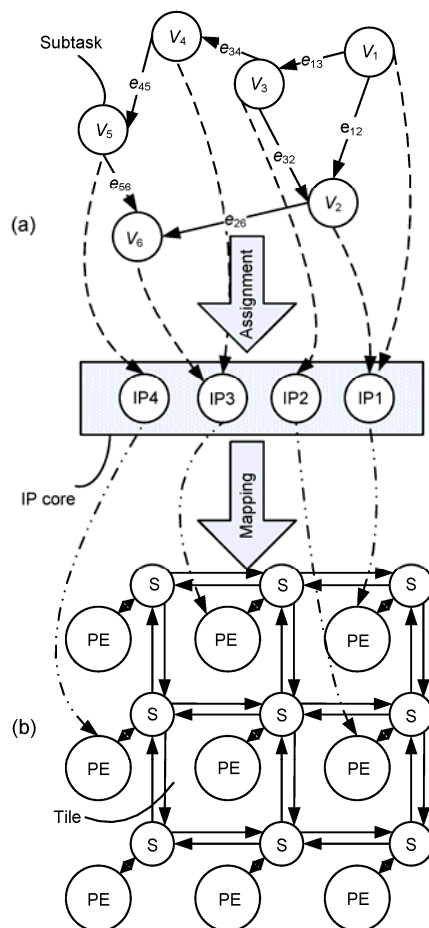 Subtask
V4
V1
e34
e13
V3
e45
V5
e12
e32
e56
V2
e26
V6
(a)
Assignment
IP4
IP3
IP2
IP1
IP core
Mapping
S
S
S
PE
PE
PE
S
S
S
(b)
PE
PE
PE
Tile
S
S
S
PE
PE
PE